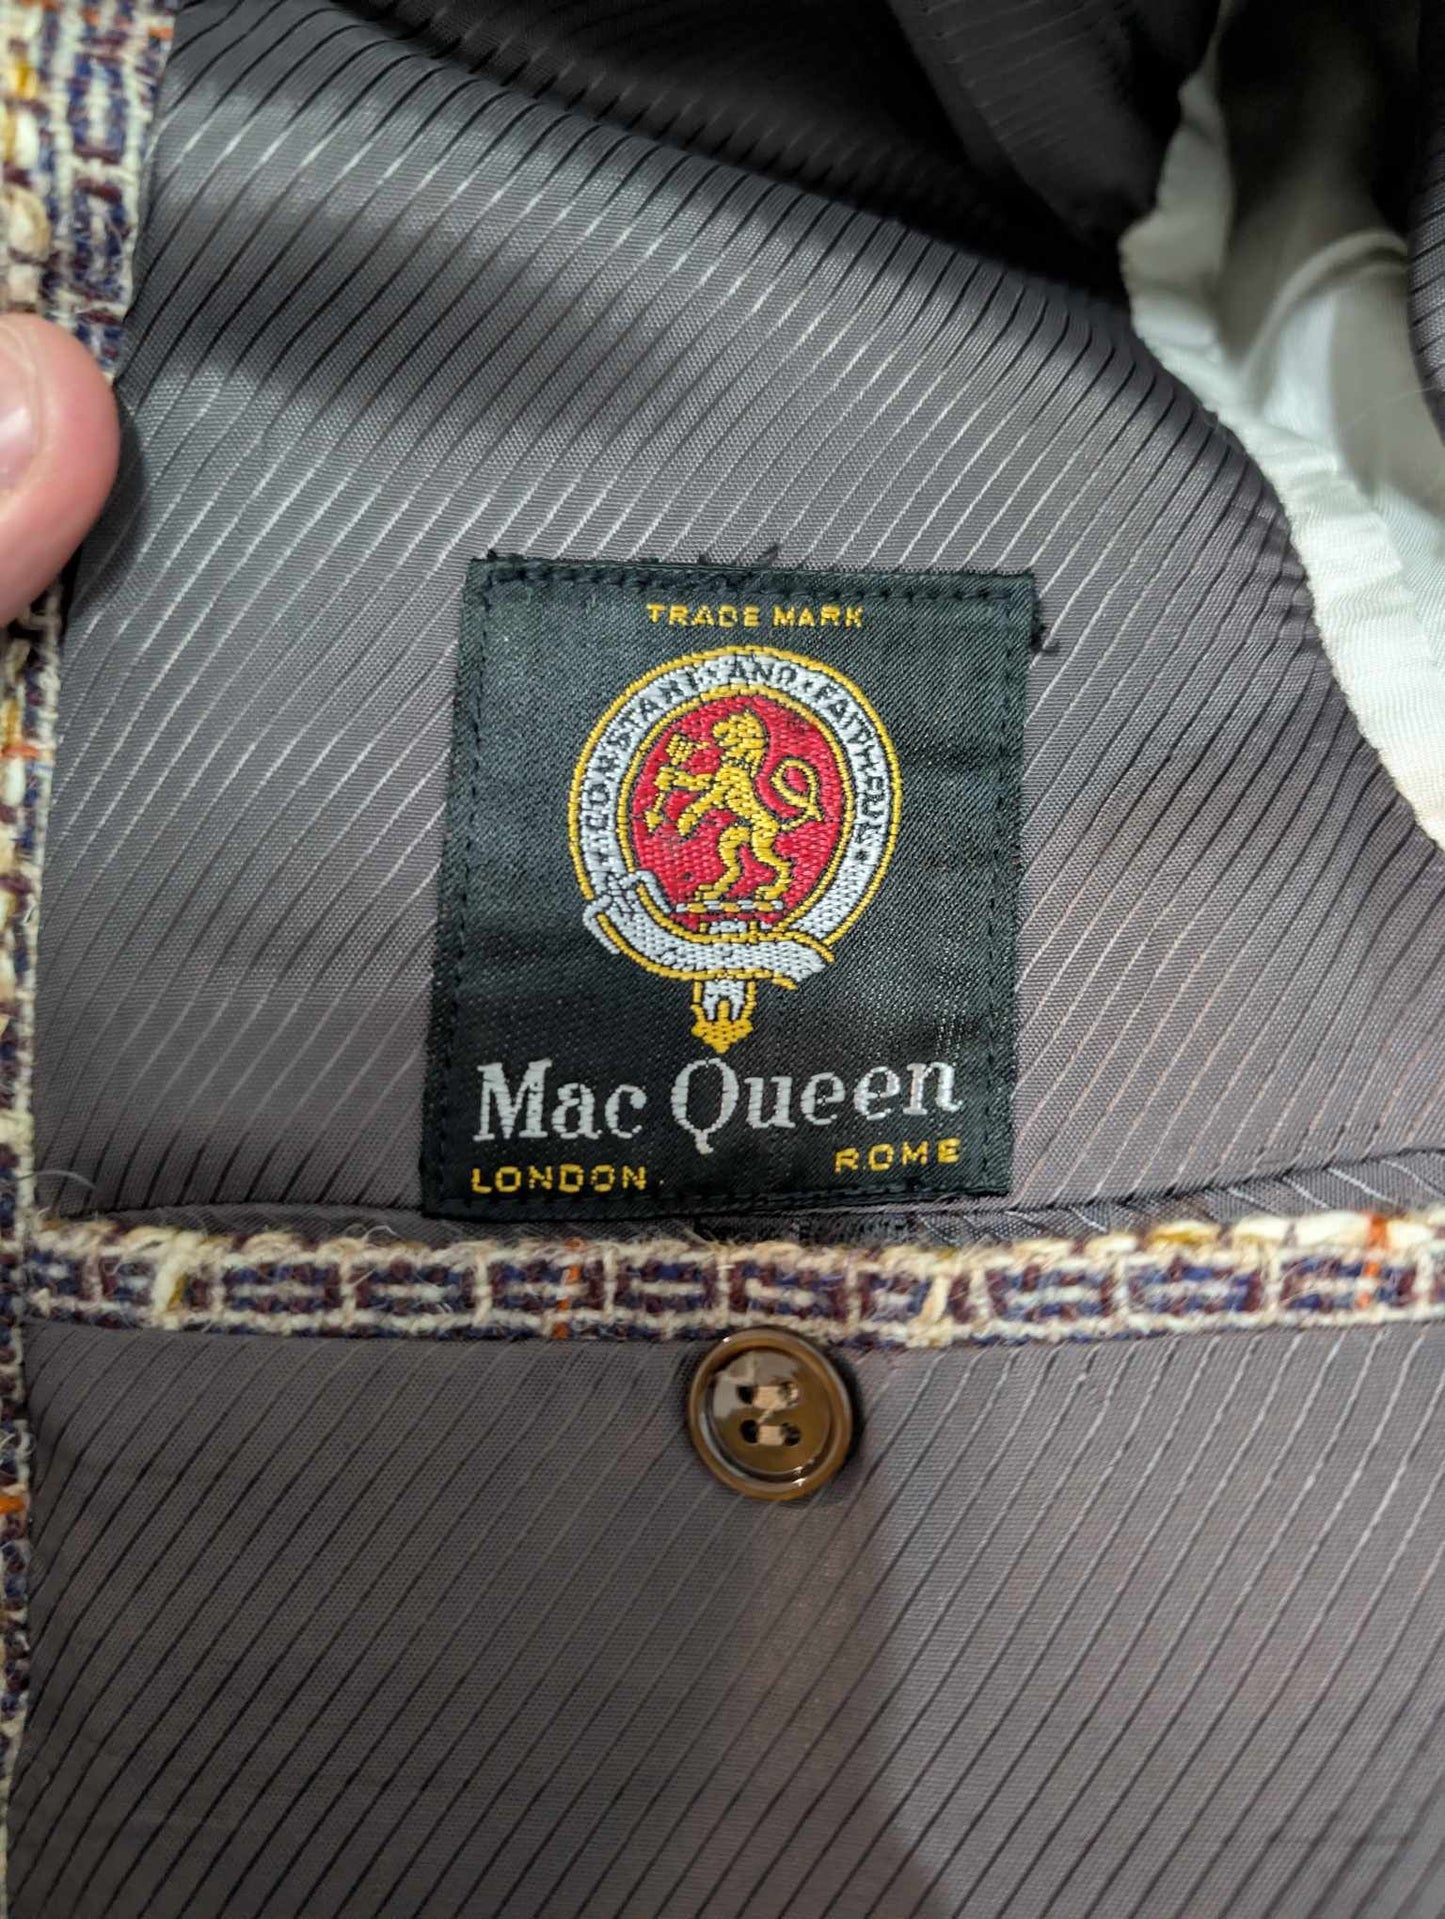 TRADE MARK
CONSTANT AND FAITHFUL
Mac Queen
LONDON
ROME